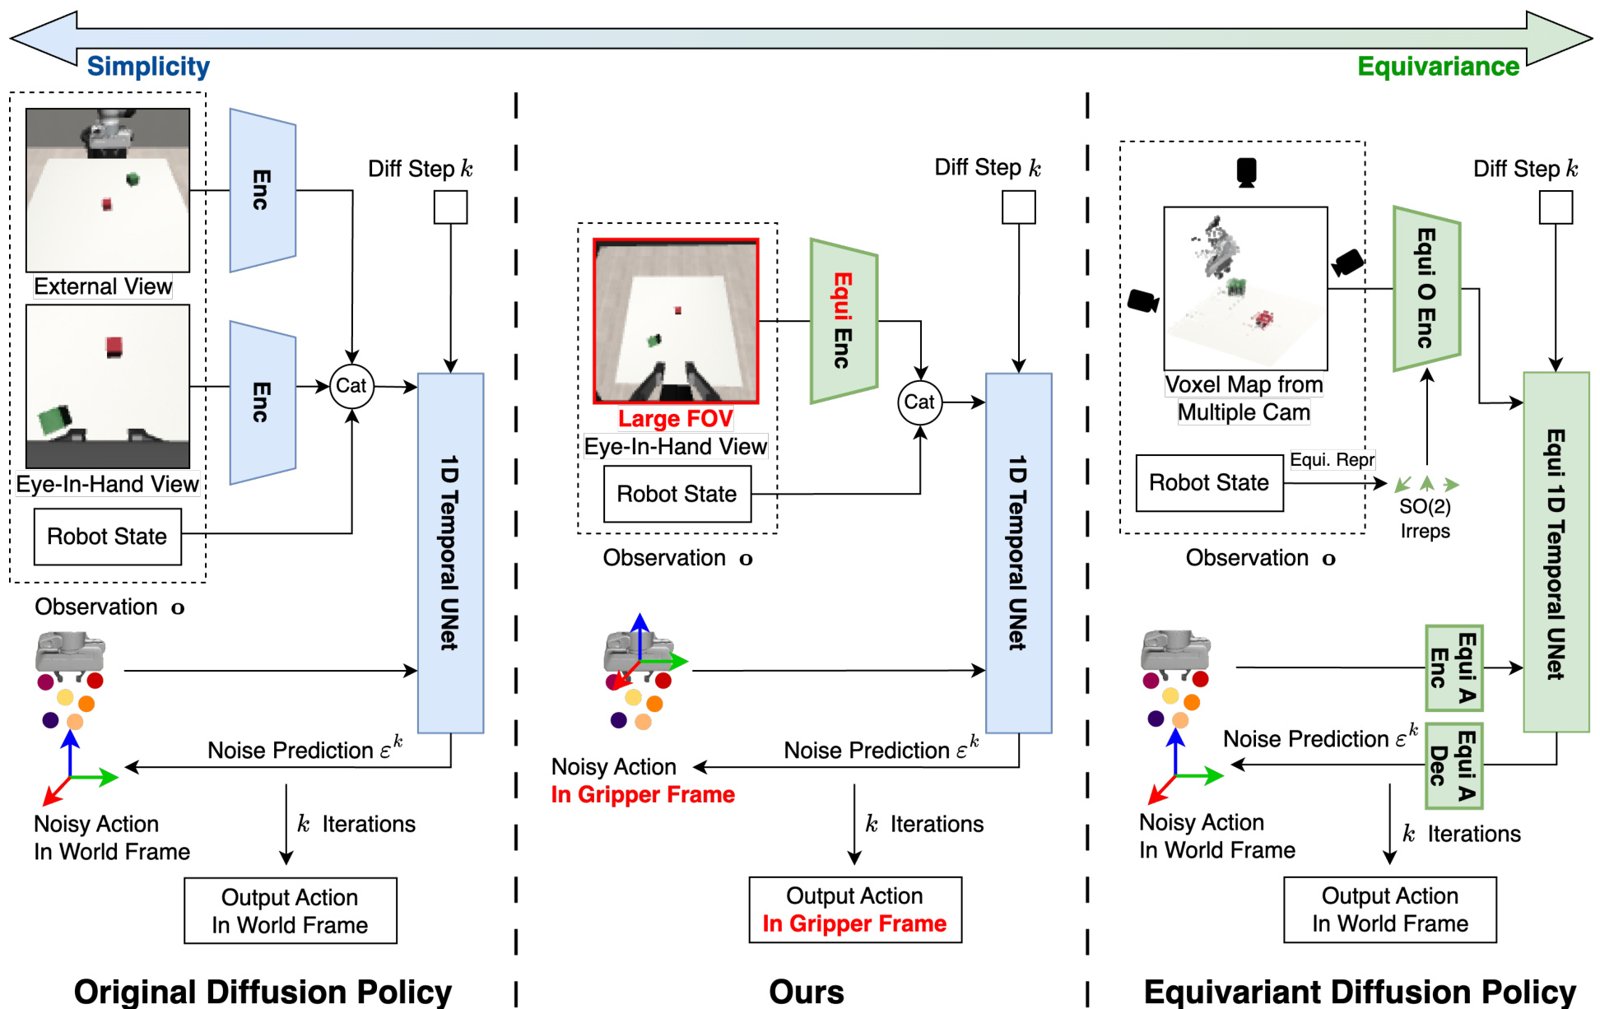 Simplicity
Equivariance
External View
Eye-In-Hand View
Robot State
Observation o
Enc
Enc
Cat
Diff Step k
1D Temporal UNet
Noise Prediction ε^k
Noisy Action
In World Frame
k Iterations
Output Action
In World Frame
Original Diffusion Policy
Large FOV
Eye-In-Hand View
Robot State
Observation o
Equi Enc
Cat
Diff Step k
1D Temporal UNet
Noise Prediction ε^k
Noisy Action
In Gripper Frame
k Iterations
Output Action
In Gripper Frame
Ours
Voxel Map from
Multiple Cam
Robot State
Observation o
Equi. Repr
SO(2)
Irreps
Equi O Enc
Diff Step k
Equi 1D Temporal UNet
Equi A
Enc
Equi A
Dec
Noise Prediction ε^k
Noisy Action
In World Frame
k Iterations
Output Action
In World Frame
Equivariant Diffusion Policy